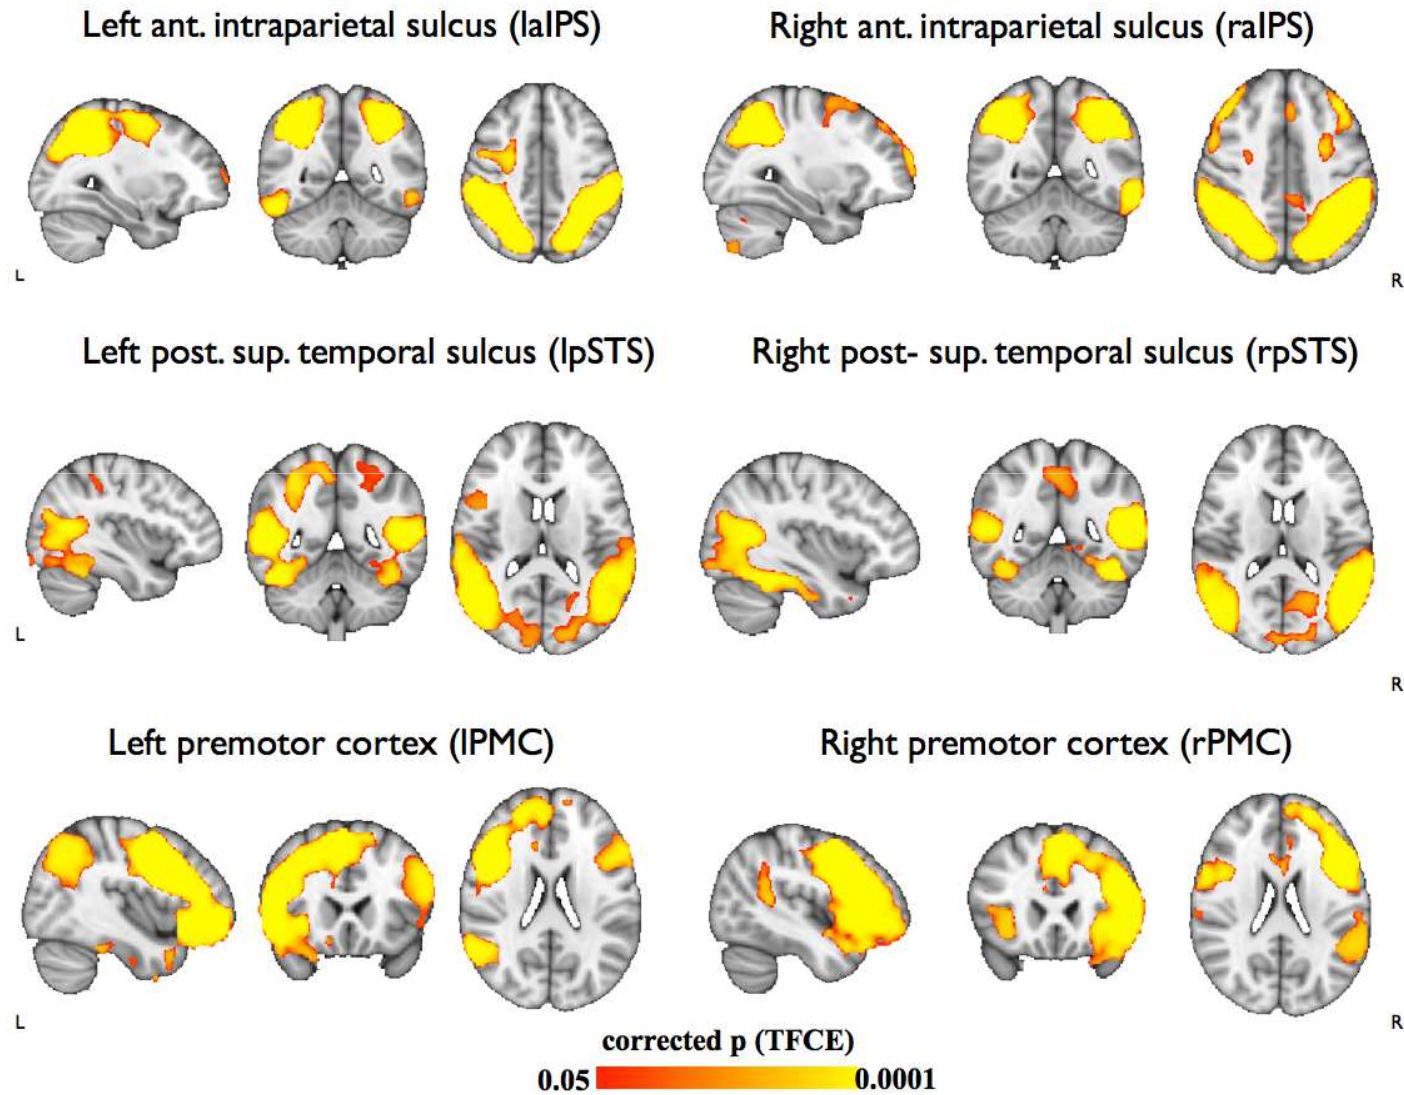 Left ant. intraparietal sulcus (laIPS)
Right ant. intraparietal sulcus (raIPS)
L
R
Left post. sup. temporal sulcus (lpSTS)
Right post- sup. temporal sulcus (rpSTS)
L
R
Left premotor cortex (lPMC)
Right premotor cortex (rPMC)
L
R
corrected p (TFCE)
0.05
0.0001